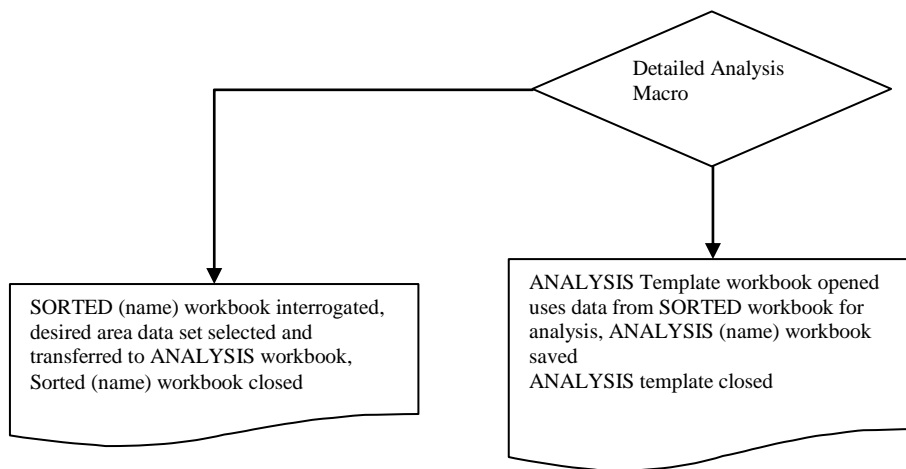 Detailed Analysis
Macro
SORTED (name) workbook interrogated,
desired area data set selected and
transferred to ANALYSIS workbook,
Sorted (name) workbook closed
ANALYSIS Template workbook opened
uses data from SORTED workbook for
analysis, ANALYSIS (name) workbook
saved
ANALYSIS template closed